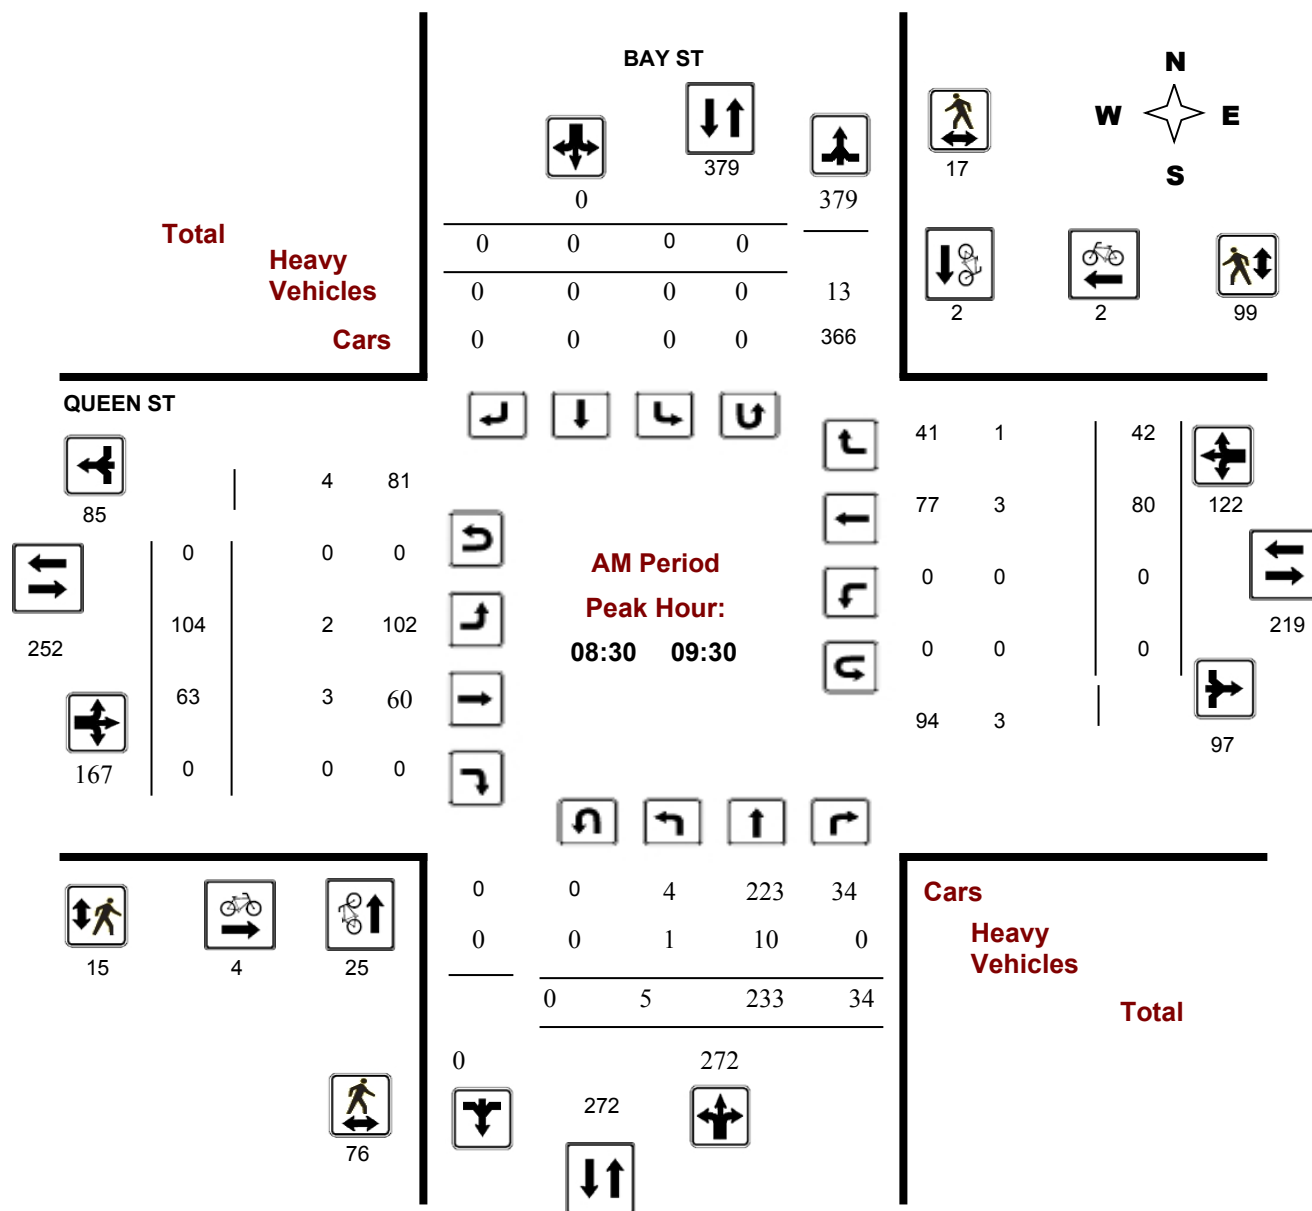 BAY ST
N
W E
S
379
17
0
379
Total
0 0 0 0
Heavy
Vehicles
0 0 0 0 13
2 2 99
Cars
0 0 0 0 366
QUEEN ST
41 1 42
4 81
85
77 3 80
122
0 0 0
AM Period
0 0 0
Peak Hour:
104 2 102
219
252
08:30 09:30
0 0 0
63 3 60
94 3
97
167
0 0 0
0 0 4 223 34
Cars
0 0 1 10 0
Heavy
Vehicles
15 4 25
0 5 233 34
Total
0 272
272
76